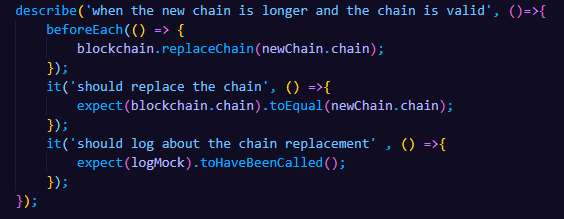 describe('when the new chain is longer and the chain is valid', ()=>{
    beforeEach(() => {
        blockchain.replaceChain(newChain.chain);
    });
    it('should replace the chain', () =>{
        expect(blockchain.chain).toEqual(newChain.chain);
    });
    it('should log about the chain replacement' , () =>{
        expect(logMock).toHaveBeenCalled();
    });
});